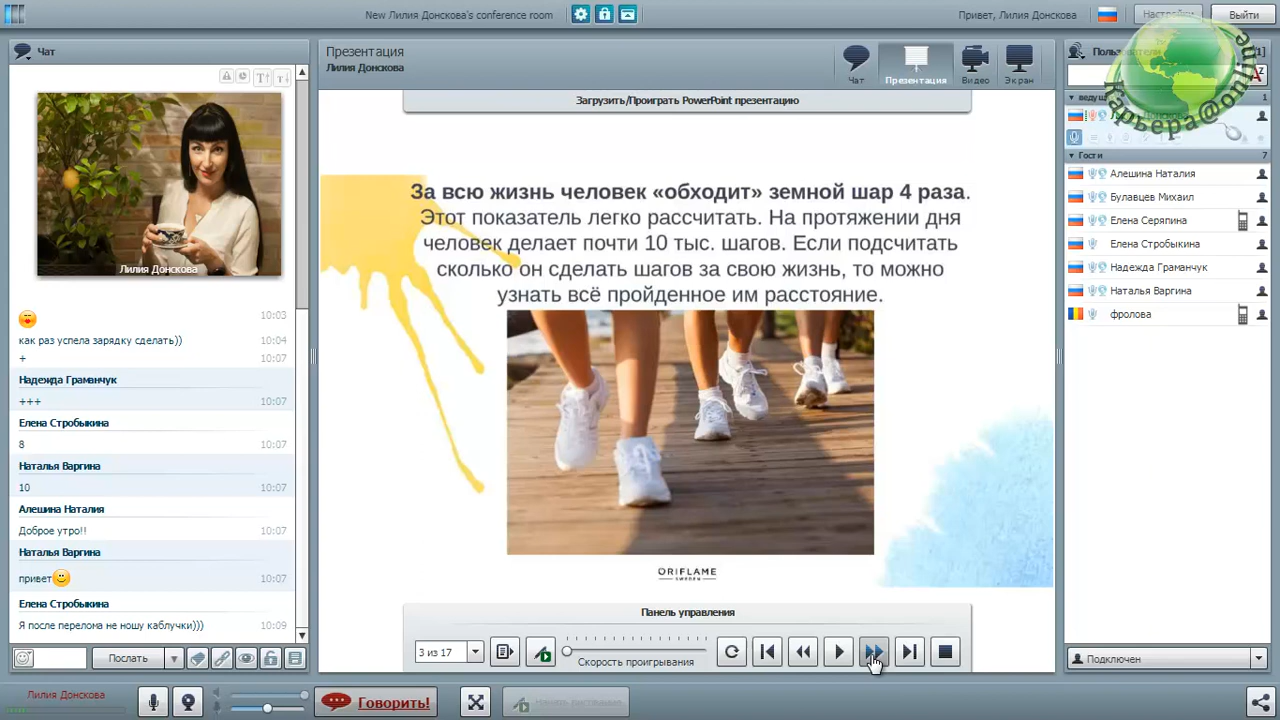 New Лилия Донскова's conference room
Привет, Лилия Донскова
Настройки
Выйти
Чат
Лилия Донскова
10:03
как раз успела зарядку сделать))
10:04
+
10:07
Надежда Граманчук
+++
10:07
Елена Стробыкина
8
10:07
Наталья Варгина
10
10:07
Алешина Наталия
Доброе утро!!
10:07
Наталья Варгина
привет
10:07
Елена Стробыкина
Я после перелома не ношу каблучки)))
10:09
Послать
Презентация
Лилия Донскова
Чат
Презентация
Видео
Экран
Загрузить/Проиграть PowerPoint презентацию
За всю жизнь человек «обходит» земной шар 4 раза.
Этот показатель легко рассчитать. На протяжении дня
человек делает почти 10 тыс. шагов. Если подсчитать
сколько он сделать шагов за свою жизнь, то можно
узнать всё пройденное им расстояние.
ORIFLAME
SWEDEN
Панель управления
3 из 17
Скорость проигрывания
Карьера@online
Гости
7
Алешина Наталия
Булавцев Михаил
Елена Серяпина
Елена Стробыкина
Надежда Граманчук
Наталья Варгина
фролова
Подключен
Лилия Донскова
Говорить!